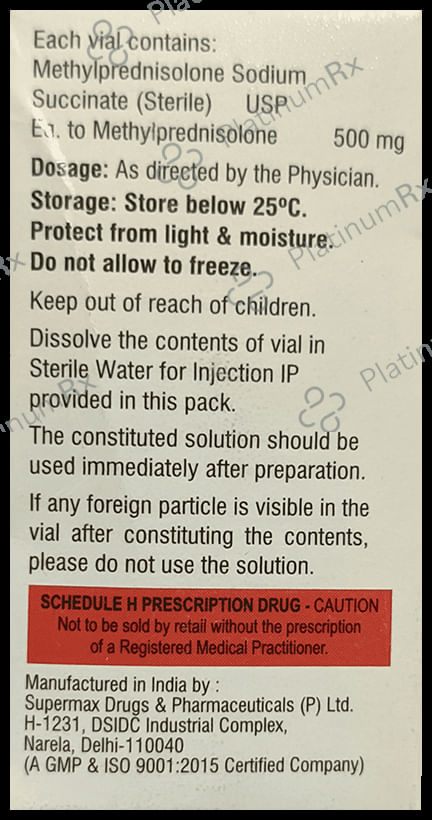 Each vial contains:
Methylprednisolone Sodium
Succinate (Sterile) USP
Eq. to Methylprednisolone 500 mg
Dosage: As directed by the Physician.
Storage: Store below 25ºC.
Protect from light & moisture.
Do not allow to freeze.
Keep out of reach of children.
Dissolve the contents of vial in
Sterile Water for Injection IP
provided in this pack.
The constituted solution should be
used immediately after preparation.
If any foreign particle is visible in the
vial after constituting the contents,
please do not use the solution.
SCHEDULE H PRESCRIPTION DRUG - CAUTION
Not to be sold by retail without the prescription
of a Registered Medical Practitioner.
Manufactured in India by :
Supermax Drugs & Pharmaceuticals (P) Ltd.
H-1231, DSIDC Industrial Complex,
Narela, Delhi-110040
(A GMP & ISO 9001:2015 Certified Company)
PlatinumRx
PlatinumRx